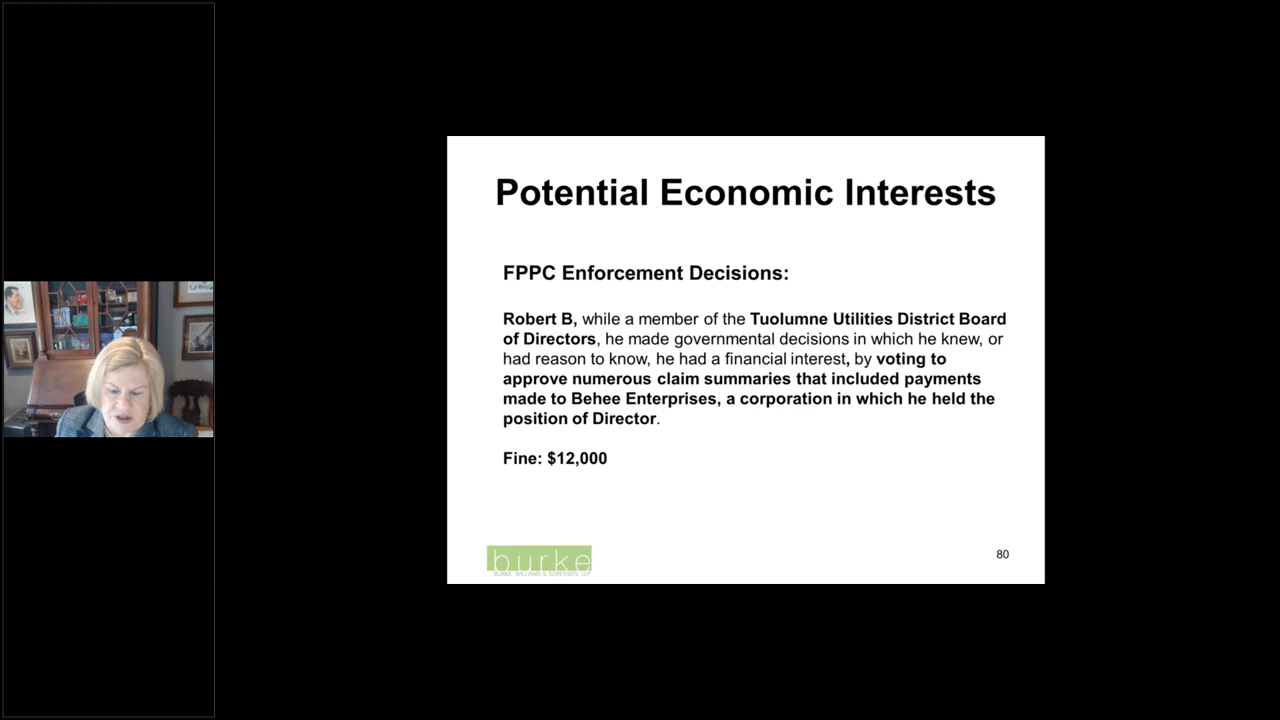 Potential Economic Interests
FPPC Enforcement Decisions:
Robert B, while a member of the Tuolumne Utilities District Board
of Directors, he made governmental decisions in which he knew, or
had reason to know, he had a financial interest, by voting to
approve numerous claim summaries that included payments
made to Behee Enterprises, a corporation in which he held the
position of Director.
Fine: $12,000
burke
BURKE, WILLIAMS & SORENSEN, LLP
80